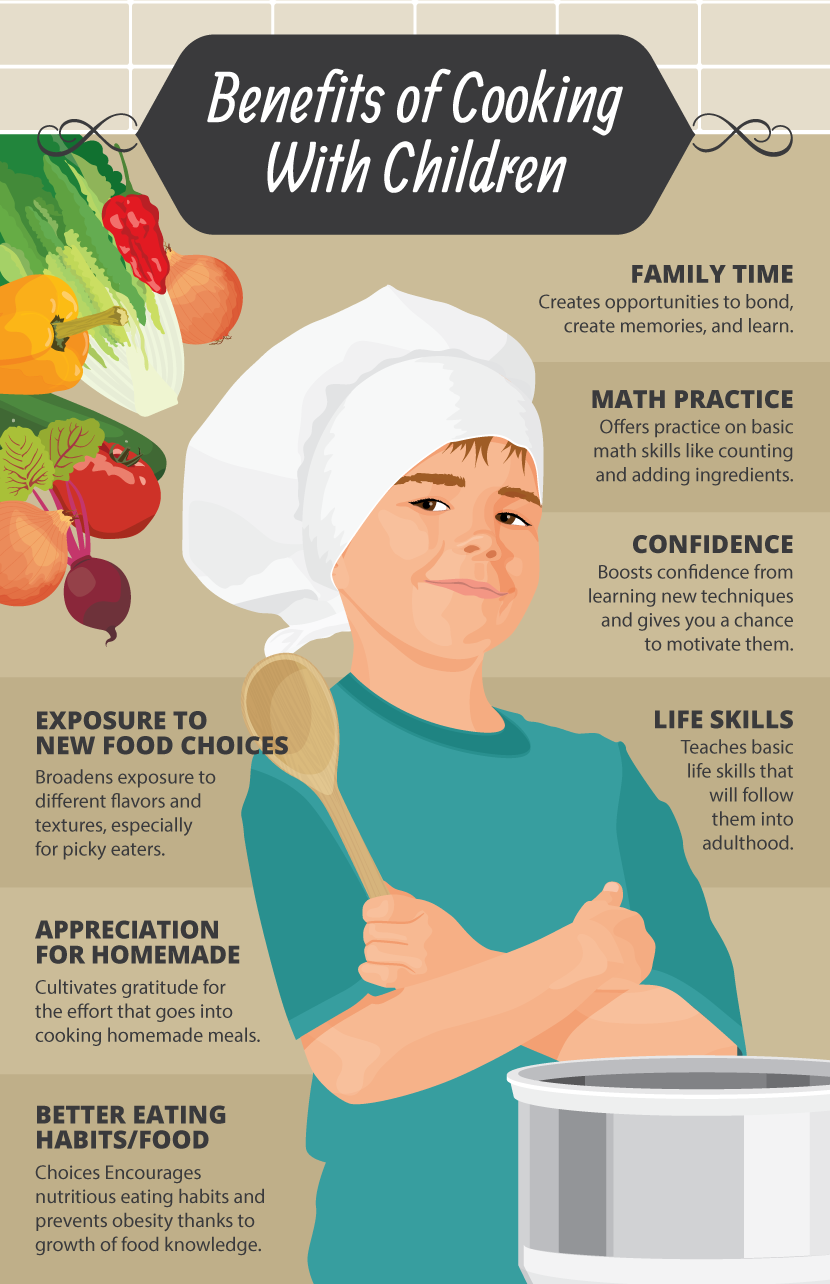 Benefits of Cooking
With Children
FAMILY TIME
Creates opportunities to bond,
create memories, and learn.
MATH PRACTICE
Offers practice on basic
math skills like counting
and adding ingredients.
CONFIDENCE
Boosts confidence from
learning new techniques
and gives you a chance
to motivate them.
LIFE SKILLS
Teaches basic
life skills that
will follow
them into
adulthood.
EXPOSURE TO
NEW FOOD CHOICES
Broadens exposure to
different flavors and
textures, especially
for picky eaters.
APPRECIATION
FOR HOMEMADE
Cultivates gratitude for
the effort that goes into
cooking homemade meals.
BETTER EATING
HABITS/FOOD
Choices Encourages
nutritious eating habits and
prevents obesity thanks to
growth of food knowledge.